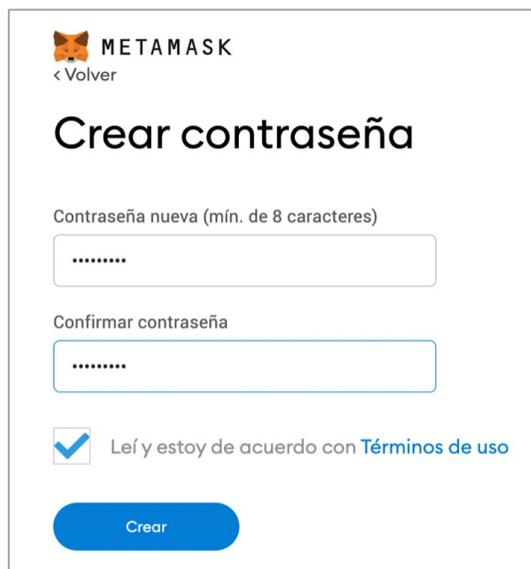 METAMASK
< Volver
Crear contraseña
Contraseña nueva (mín. de 8 caracteres)
•••••••••
Confirmar contraseña
•••••••••
Leí y estoy de acuerdo con Términos de uso
Crear